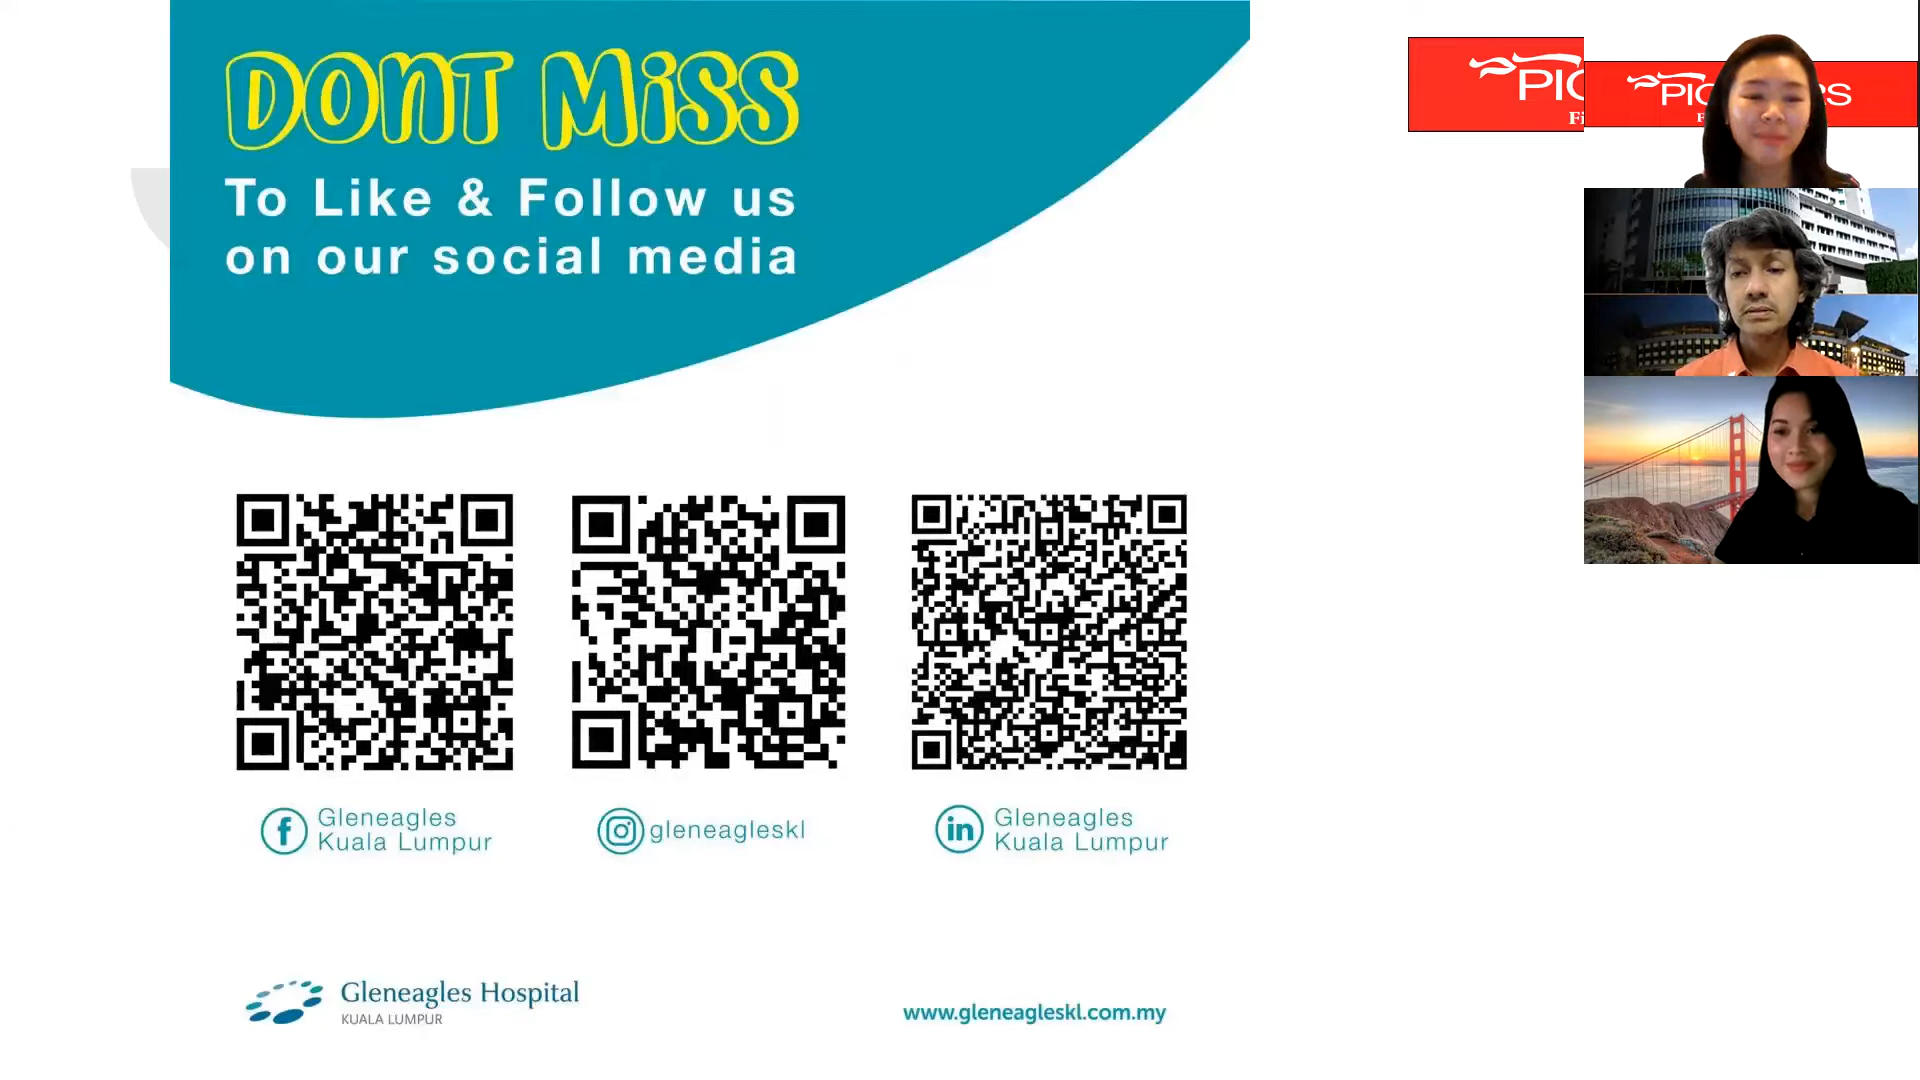 DONT MiSS
To Like & Follow us
on our social media
Gleneagles
Kuala Lumpur
gleneagleskl
Gleneagles
Kuala Lumpur
Gleneagles Hospital
KUALA LUMPUR
www.gleneagleskl.com.my